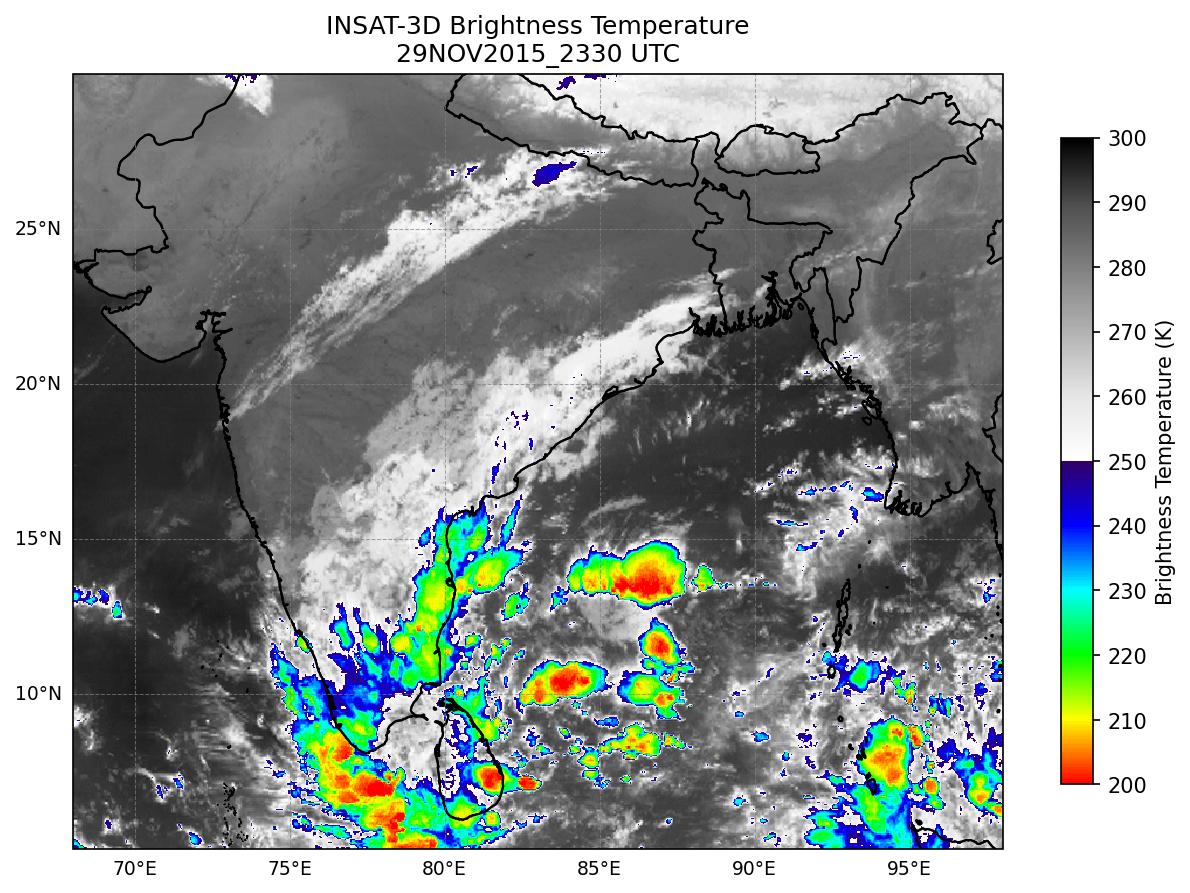 INSAT-3D Brightness Temperature
29NOV2015_2330 UTC
25°N
20°N
15°N
10°N
70°E
75°E
80°E
85°E
90°E
95°E
300
290
280
270
260
250
240
230
220
210
200
Brightness Temperature (K)